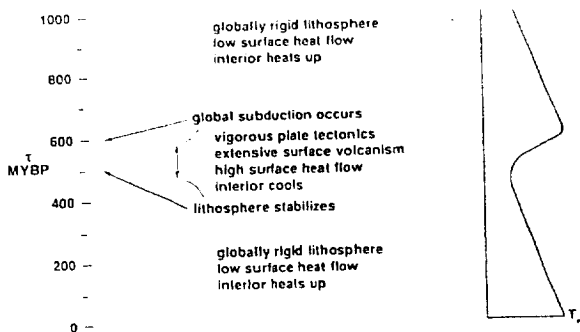 1000
globally rigid lithosphere
low surface heat flow
interior heats up
800
global subduction occurs
600
vigorous plate tectonics
extensive surface volcanism
high surface heat flow
interior cools
τ
MYBP
400
lithosphere stabilizes
globally rigid lithosphere
low surface heat flow
interior heats up
200
0